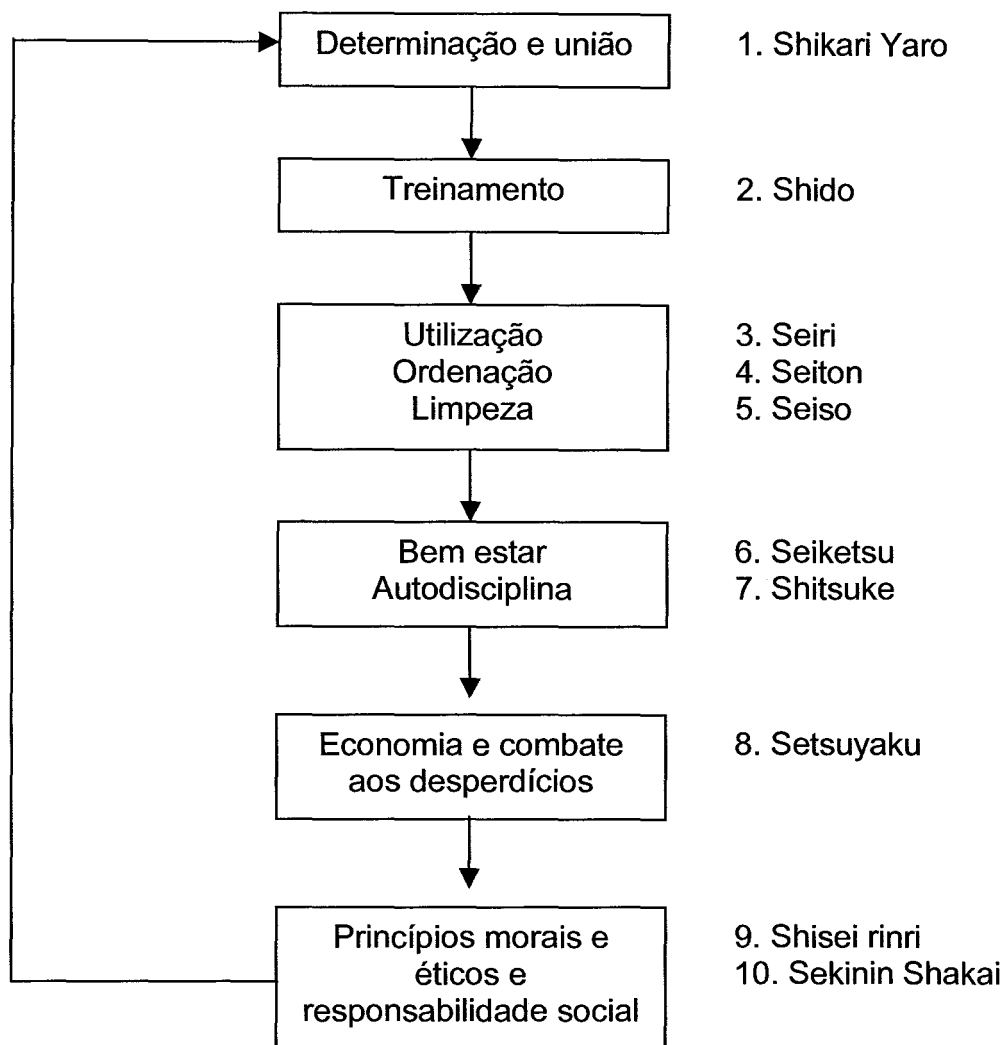 Determinação e união
1. Shikari Yaro
Treinamento
2. Shido
Utilização
3. Seiri
Ordenação
4. Seiton
Limpeza
5. Seiso
Bem estar
6. Seiketsu
Autodisciplina
7. Shitsuke
Economia e combate
8. Setsuyaku
aos desperdícios
Princípios morais e
9. Shisei rinri
éticos e
10. Sekinin Shakai
responsabilidade social